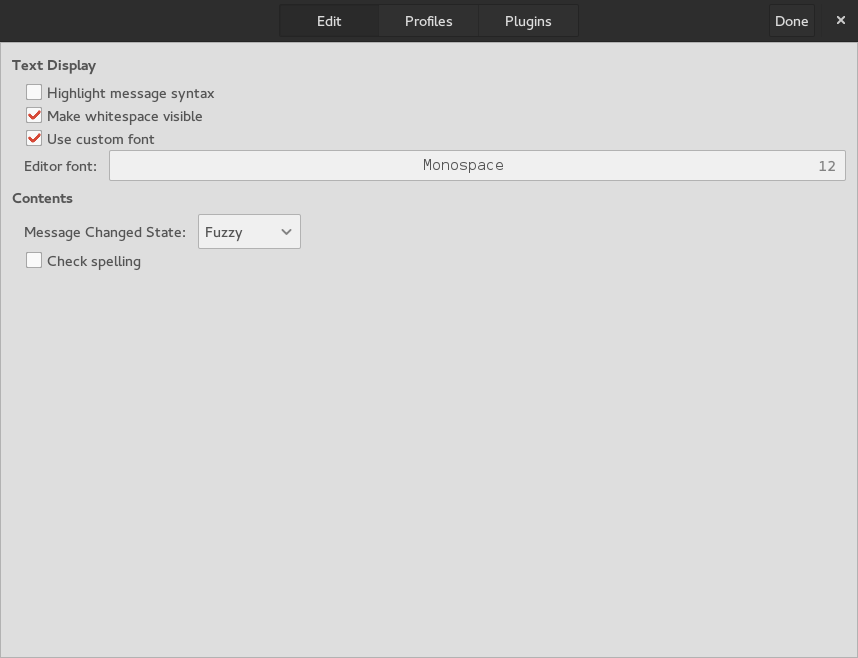 Edit Profiles Plugins Done
Text Display
Highlight message syntax
Make whitespace visible
Use custom font
Editor font: Monospace 12
Contents
Message Changed State: Fuzzy
Check spelling